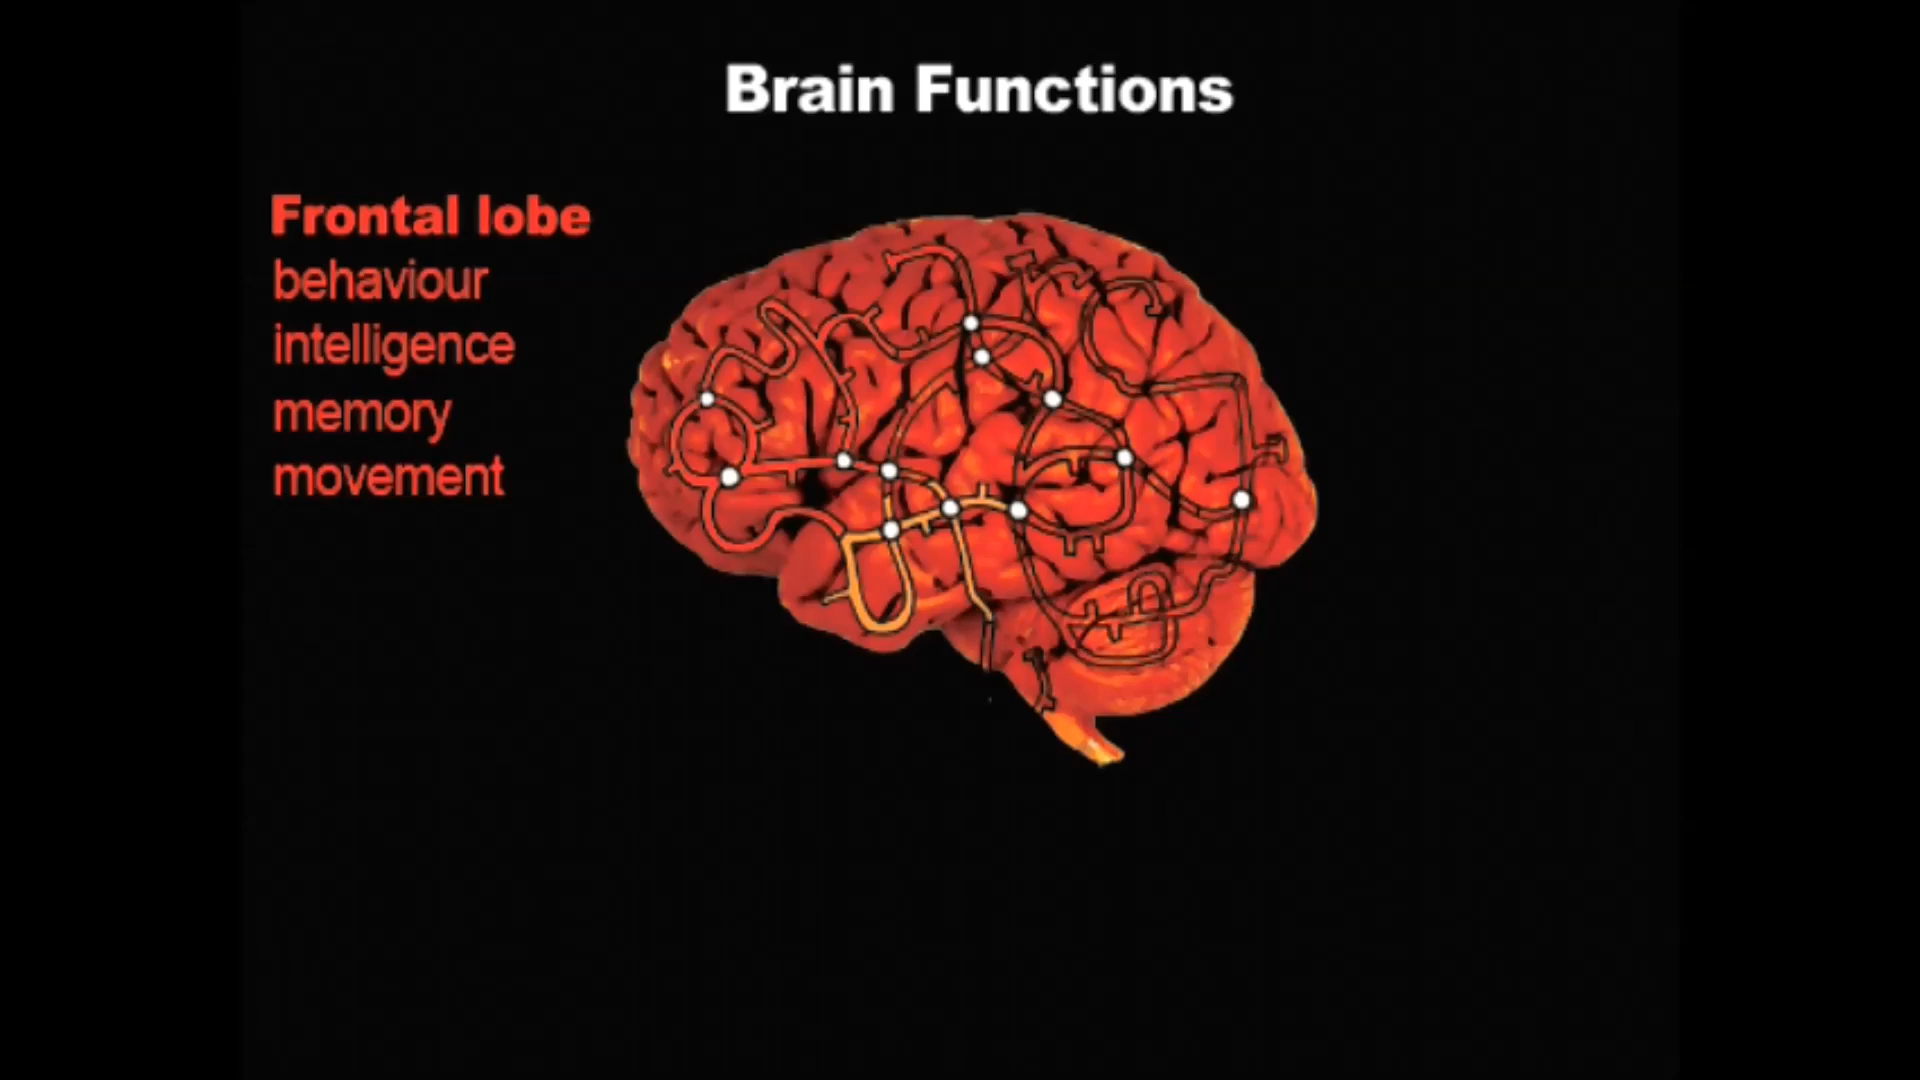 Brain Functions
Frontal lobe
behaviour
intelligence
memory
movement